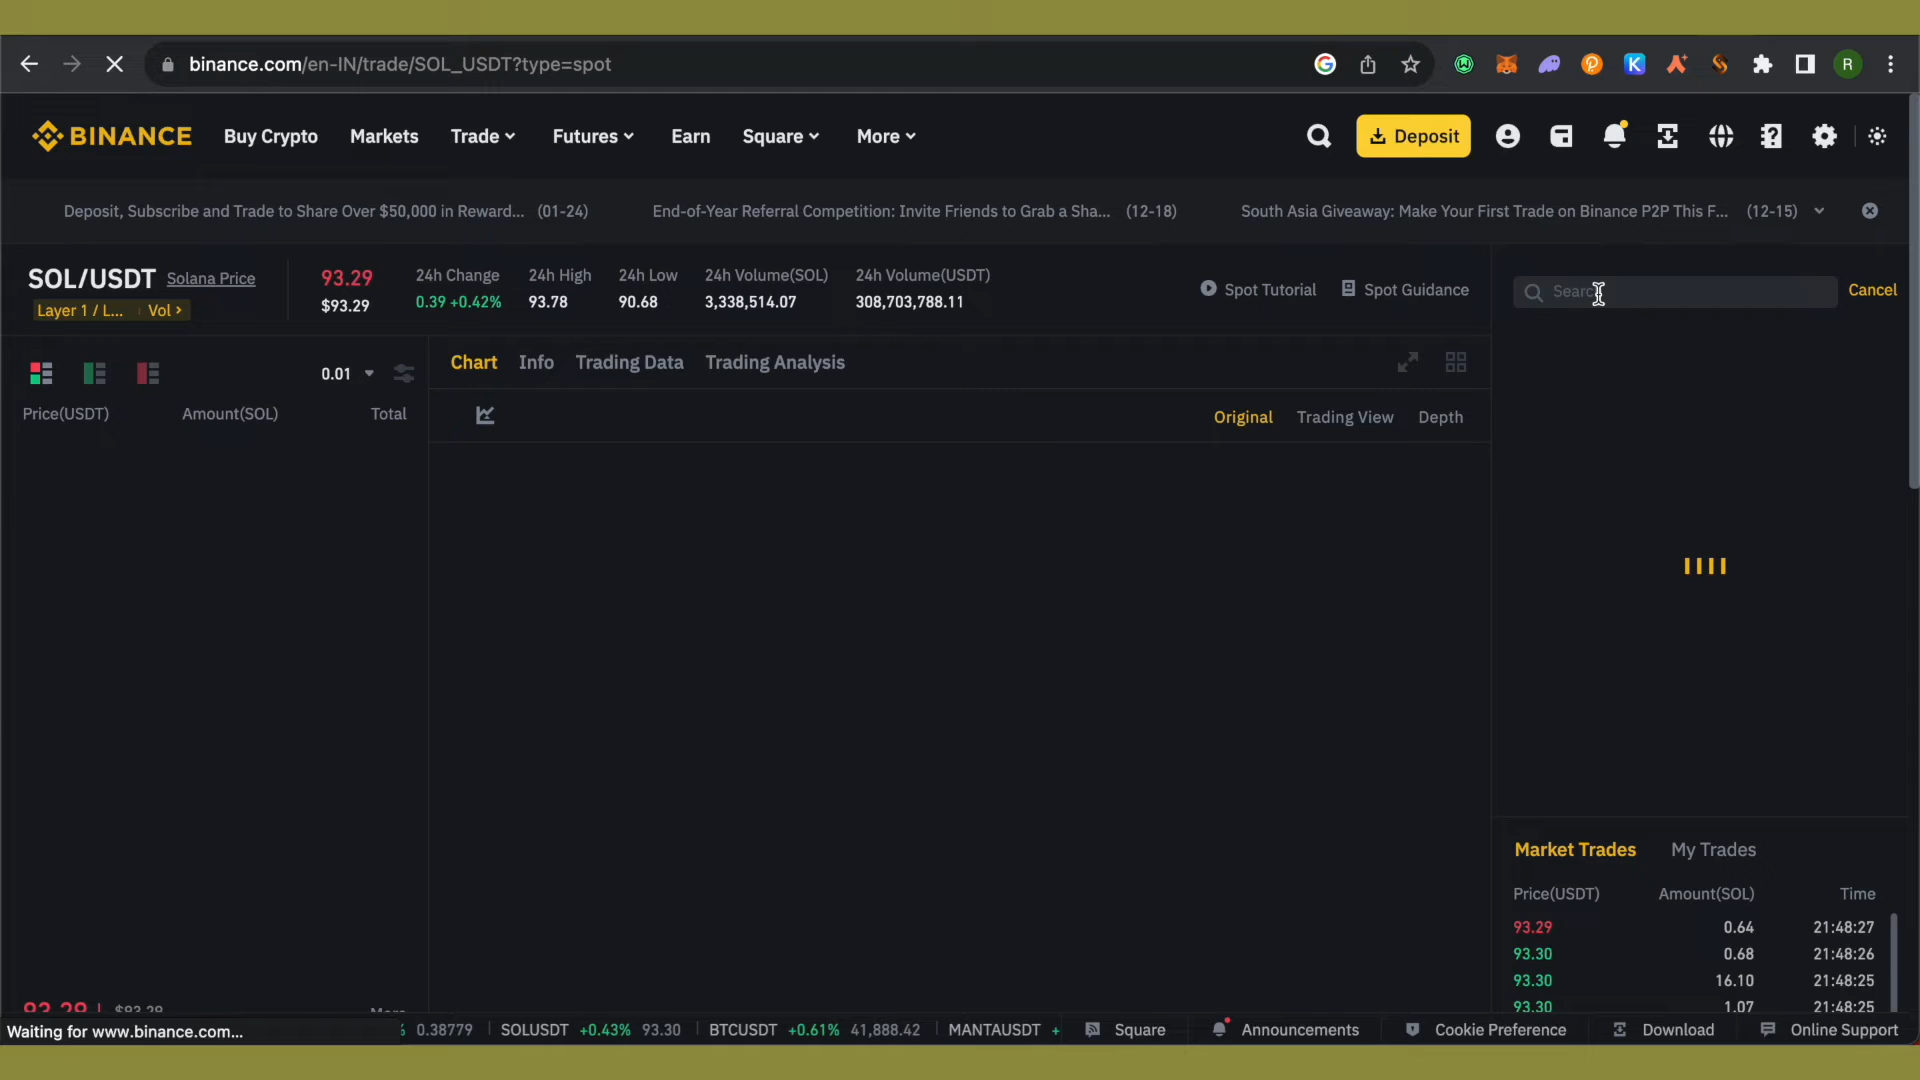 binance.com/en-IN/trade/SOL_USDT?type=spot
R
BINANCE Buy Crypto Markets Trade Futures Earn Square More Deposit
Deposit, Subscribe and Trade to Share Over $50,000 in Reward... (01-24) End-of-Year Referral Competition: Invite Friends to Grab a Sha... (12-18) South Asia Giveaway: Make Your First Trade on Binance P2P This F... (12-15)
SOL/USDT Solana Price 93.29 24h Change 24h High 24h Low 24h Volume(SOL) 24h Volume(USDT) Spot Tutorial Spot Guidance Search Cancel
Layer 1 / L... Vol > $93.29 0.39 +0.42% 93.78 90.68 3,338,514.07 308,703,788.11
0.01 Chart Info Trading Data Trading Analysis
Price(USDT) Amount(SOL) Total Original Trading View Depth
Market Trades My Trades
Price(USDT) Amount(SOL) Time
93.29 0.64 21:48:27
93.30 0.68 21:48:26
93.30 16.10 21:48:25
93.30 1.07 21:48:25
93.29 $93.29 More
Waiting for www.binance.com... % 0.38779 SOLUSDT +0.43% 93.30 BTCUSDT +0.61% 41,888.42 MANTAUSDT + Square Announcements Cookie Preference Download Online Support